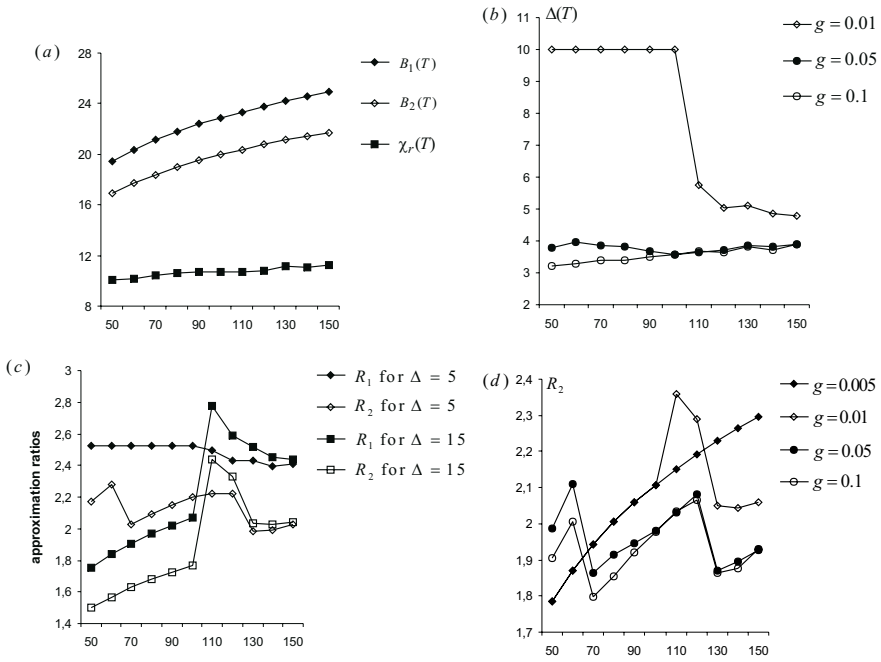 (a)
28
24
20
16
12
8
50 70 90 110 130 150
B₁(T)
B₂(T)
χᵣ(T)
(b) Δ(T)
11
10
9
8
7
6
5
4
3
2
50 70 90 110 130 150
g = 0.01
g = 0.05
g = 0.1
(c)
approximation ratios
3
2,8
2,6
2,4
2,2
2
1,8
1,6
1,4
50 70 90 110 130 150
R₁ for Δ = 5
R₂ for Δ = 5
R₁ for Δ = 15
R₂ for Δ = 15
(d) R₂
2,4
2,3
2,2
2,1
2
1,9
1,8
1,7
50 70 90 110 130 150
g = 0.005
g = 0.01
g = 0.05
g = 0.1